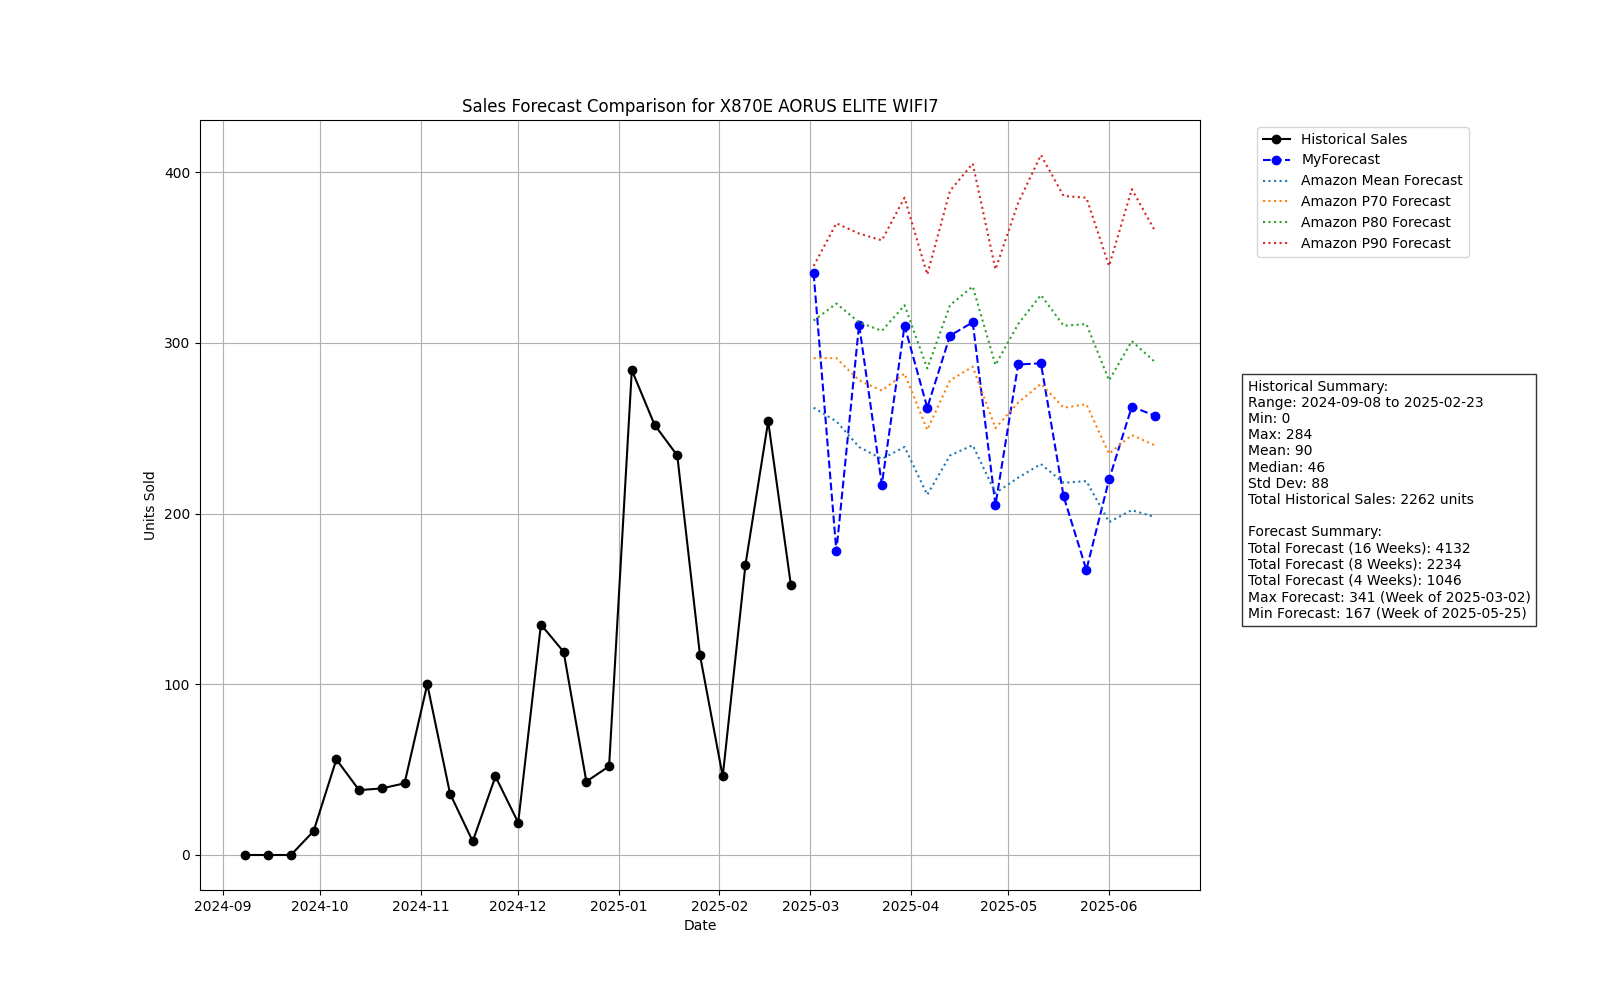 Sales Forecast Comparison for X870E AORUS ELITE WIFI7
Historical Sales
MyForecast
Amazon Mean Forecast
Amazon P70 Forecast
Amazon P80 Forecast
Amazon P90 Forecast
400
300
200
100
0
Units Sold
2024-09
2024-10
2024-11
2024-12
2025-01
2025-02
2025-03
2025-04
2025-05
2025-06
Date
Historical Summary:
Range: 2024-09-08 to 2025-02-23
Min: 0
Max: 284
Mean: 90
Median: 46
Std Dev: 88
Total Historical Sales: 2262 units
Forecast Summary:
Total Forecast (16 Weeks): 4132
Total Forecast (8 Weeks): 2234
Total Forecast (4 Weeks): 1046
Max Forecast: 341 (Week of 2025-03-02)
Min Forecast: 167 (Week of 2025-05-25)